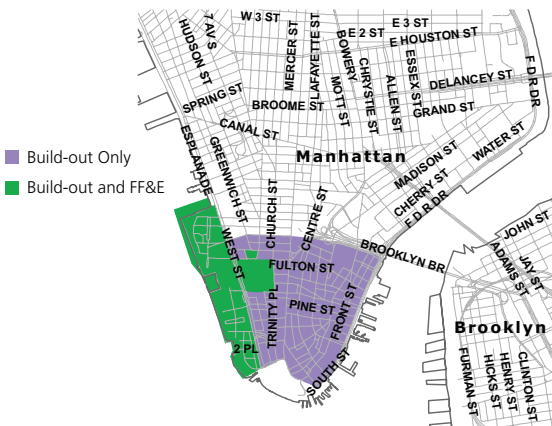 W 3 ST
E 3 ST
7 AV S
HUDSON ST
MERCER ST
LAFAYETTE ST
E 2 ST
BOWERY
E HOUSTON ST
CHRYSTIE ST
ESSEX ST
ALLEN ST
MOTT ST
DELANCEY ST
F D R DR
SPRING ST
BROOME ST
GRAND ST
CANAL ST
ESPLANADE
GREENWICH ST
Manhattan
MADISON ST
WATER ST
CHERRY ST
F D R DR
Build-out Only
Build-out and FF&E
CHURCH ST
CENTRE ST
WEST ST
BROOKLYN BR
JOHN ST
ADAMS ST
JAY ST
FULTON ST
TRINITY PL
PINE ST
FRONT ST
2 PL
SOUTH ST
Brooklyn
FURMAN ST
HICKS ST
HENRY ST
CLINTON ST